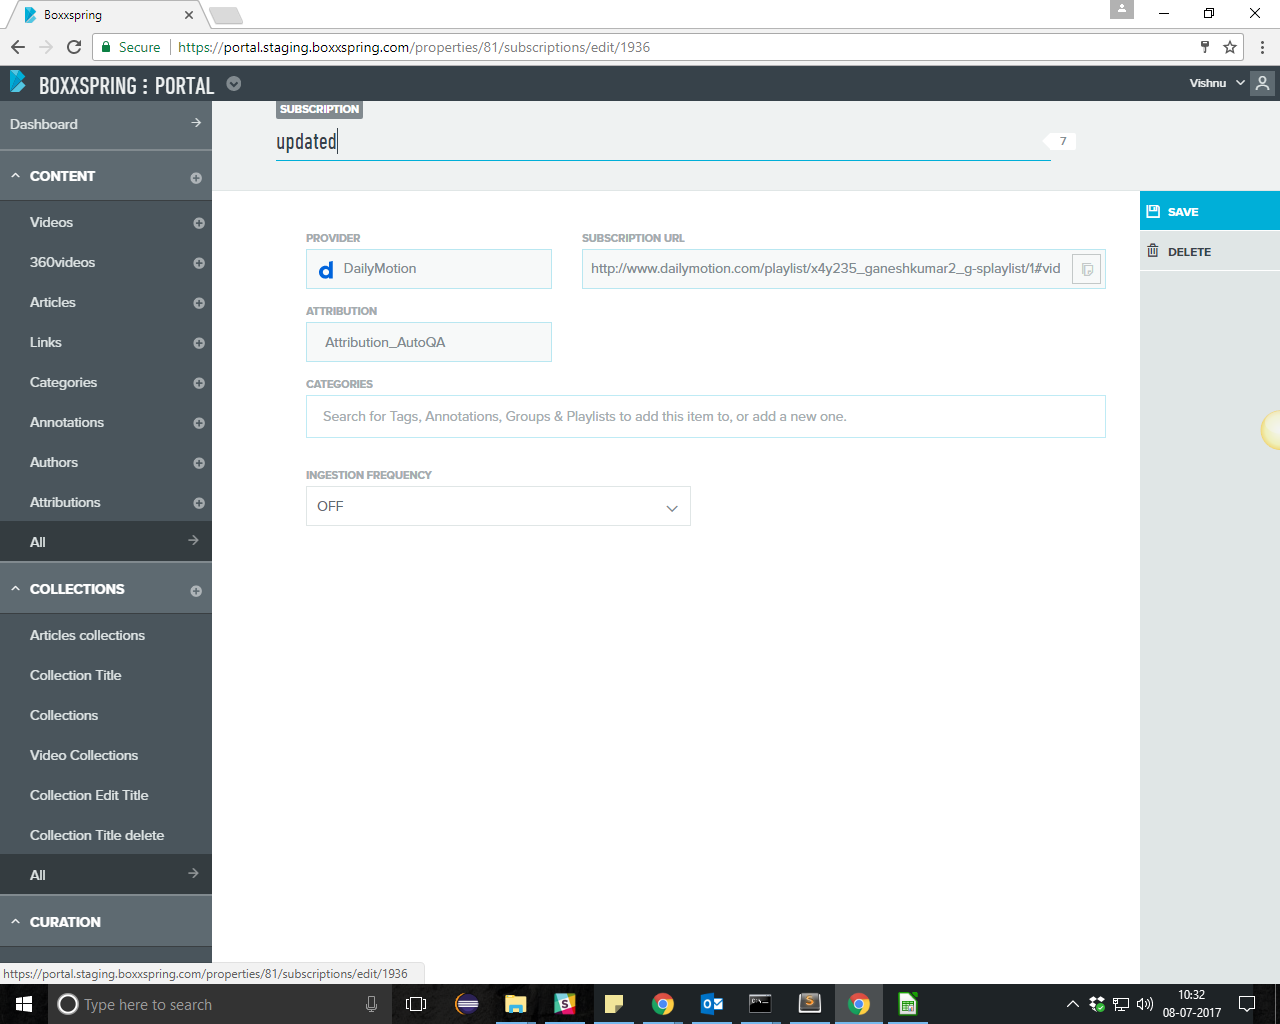 Boxxspring
Secure https://portal.staging.boxxspring.com/properties/81/subscriptions/edit/1936
BOXXSPRING : PORTAL
Vishnu
Dashboard
SUBSCRIPTION
updated
7
CONTENT
Videos
360videos
Articles
Links
Categories
Annotations
Authors
Attributions
All
COLLECTIONS
Articles collections
Collection Title
Collections
Video Collections
Collection Edit Title
Collection Title delete
All
CURATION
PROVIDER
DailyMotion
SUBSCRIPTION URL
http://www.dailymotion.com/playlist/x4y235_ganeshkumar2_g-splaylist/1#vid
ATTRIBUTION
Attribution_AutoQA
CATEGORIES
Search for Tags, Annotations, Groups & Playlists to add this item to, or add a new one.
INGESTION FREQUENCY
OFF
SAVE
DELETE
https://portal.staging.boxxspring.com/properties/81/subscriptions/edit/1936
Type here to search
10:32
08-07-2017